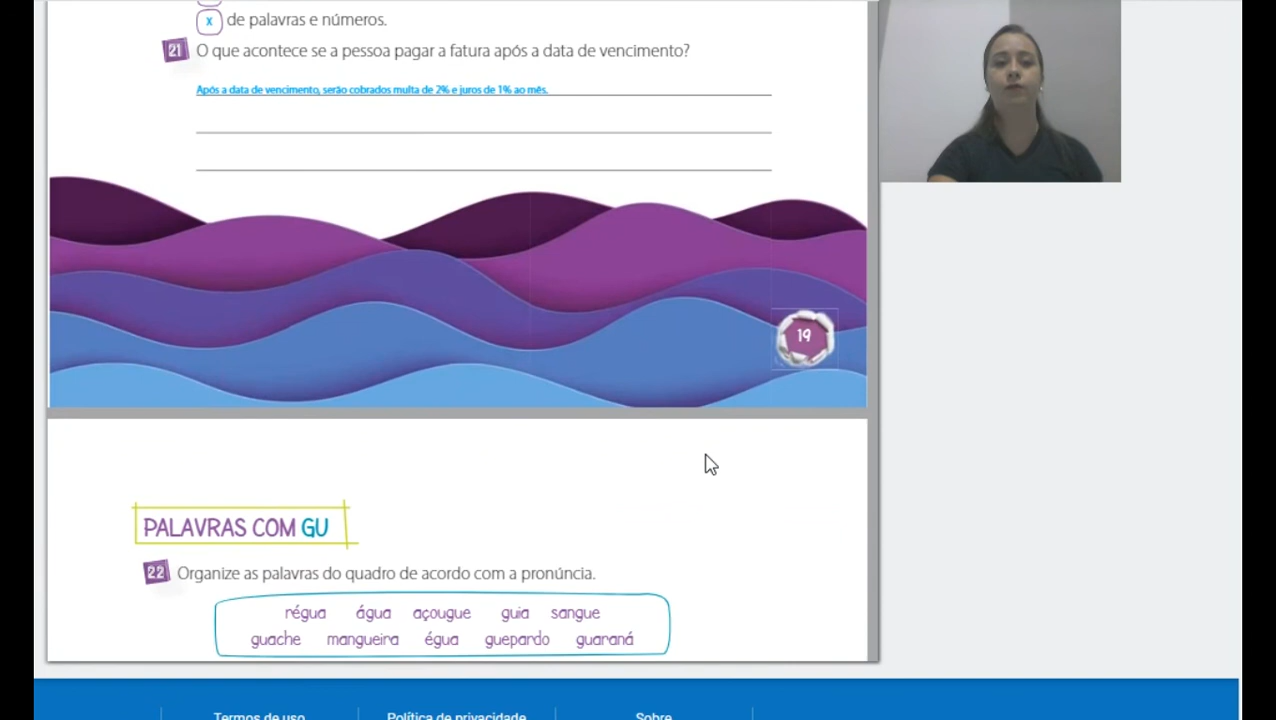 x de palavras e números.
21 O que acontece se a pessoa pagar a fatura após a data de vencimento?
Após a data de vencimento, serão cobrados multa de 2% e juros de 1% ao mês.
19
PALAVRAS COM GU
22 Organize as palavras do quadro de acordo com a pronúncia.
régua água açougue guia sangue
guache mangueira égua guepardo guaraná
Termos de uso Política de privacidade Sobre